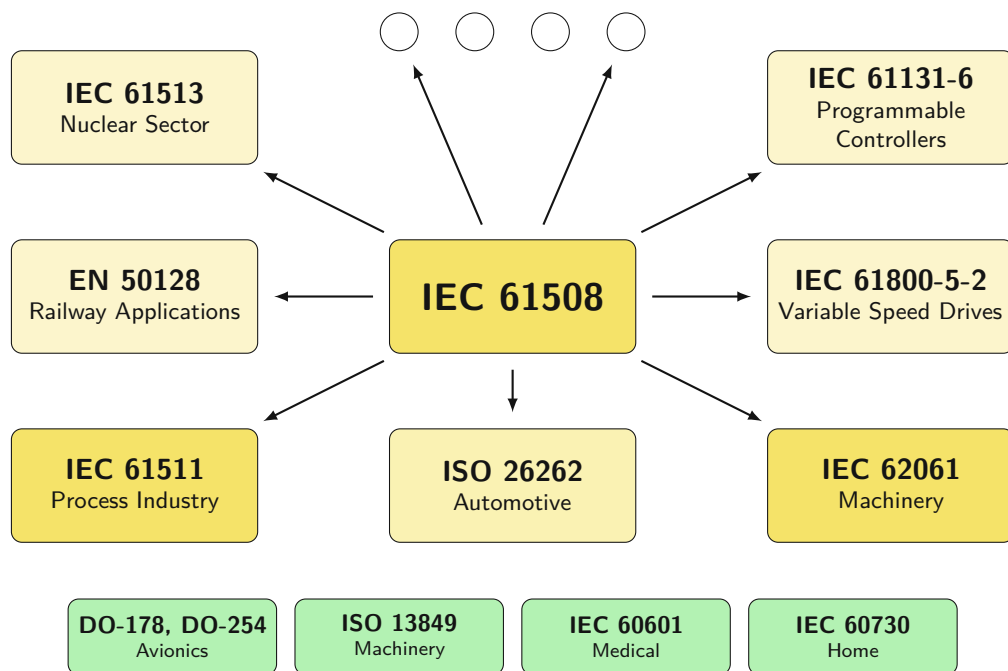 IEC 61513
Nuclear Sector
IEC 61131-6
Programmable
Controllers
EN 50128
Railway Applications
IEC 61508
IEC 61800-5-2
Variable Speed Drives
IEC 61511
Process Industry
ISO 26262
Automotive
IEC 62061
Machinery
DO-178, DO-254
Avionics
ISO 13849
Machinery
IEC 60601
Medical
IEC 60730
Home